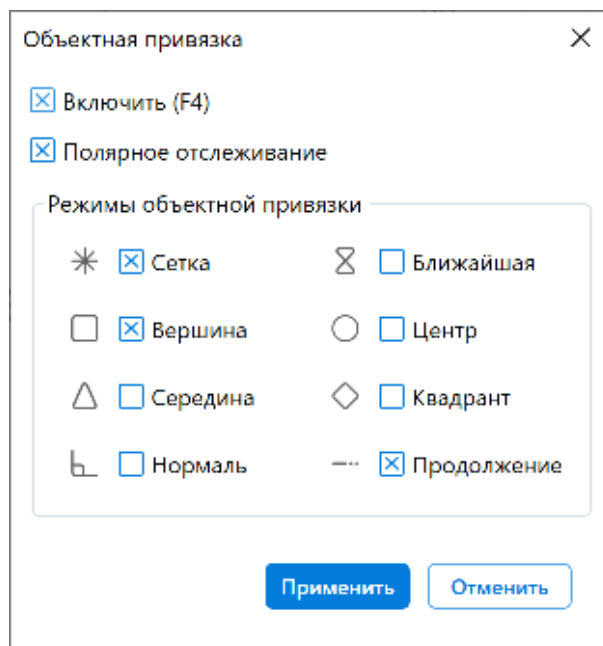 Объектная привязка
Включить (F4)
Полярное отслеживание
Режимы объектной привязки
Сетка Ближайшая
Вершина Центр
Середина Квадрант
Нормаль Продолжение
Применить Отменить